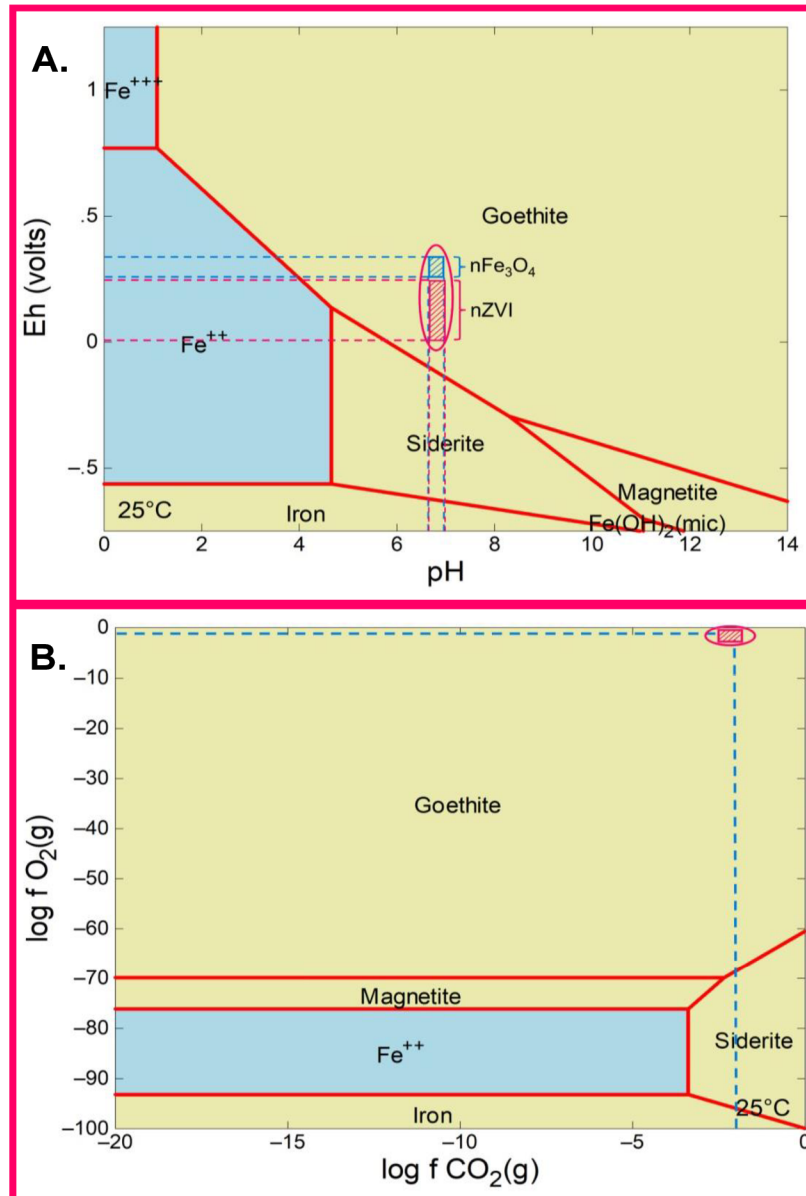 A.
Fe+++
1
Goethite
.5
nFe3O4
nZVI
Eh (volts)
0
Fe++
Siderite
–.5
Magnetite
25°C
Iron
Fe(OH)2(mic)
0 2 4 6 8 10 12 14
pH
B.
0
–10
–20
–30
Goethite
–40
log f O2(g)
–50
–60
–70
Magnetite
–80
Fe++
Siderite
–90
Iron
25°C
–100
–20 –15 –10 –5 0
log f CO2(g)